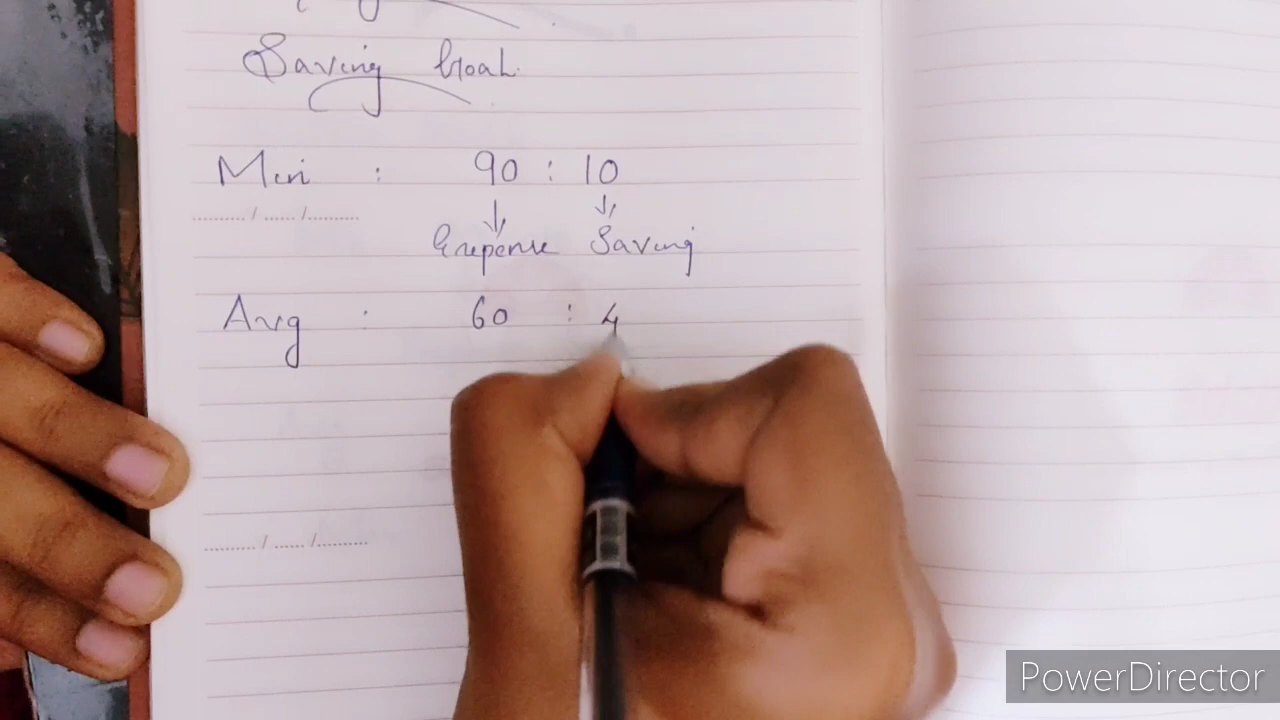 Saving Goal
Min : 90 : 10
........../....../..........
Expense Saving
Avg : 60 : 4
........../....../..........
PowerDirector